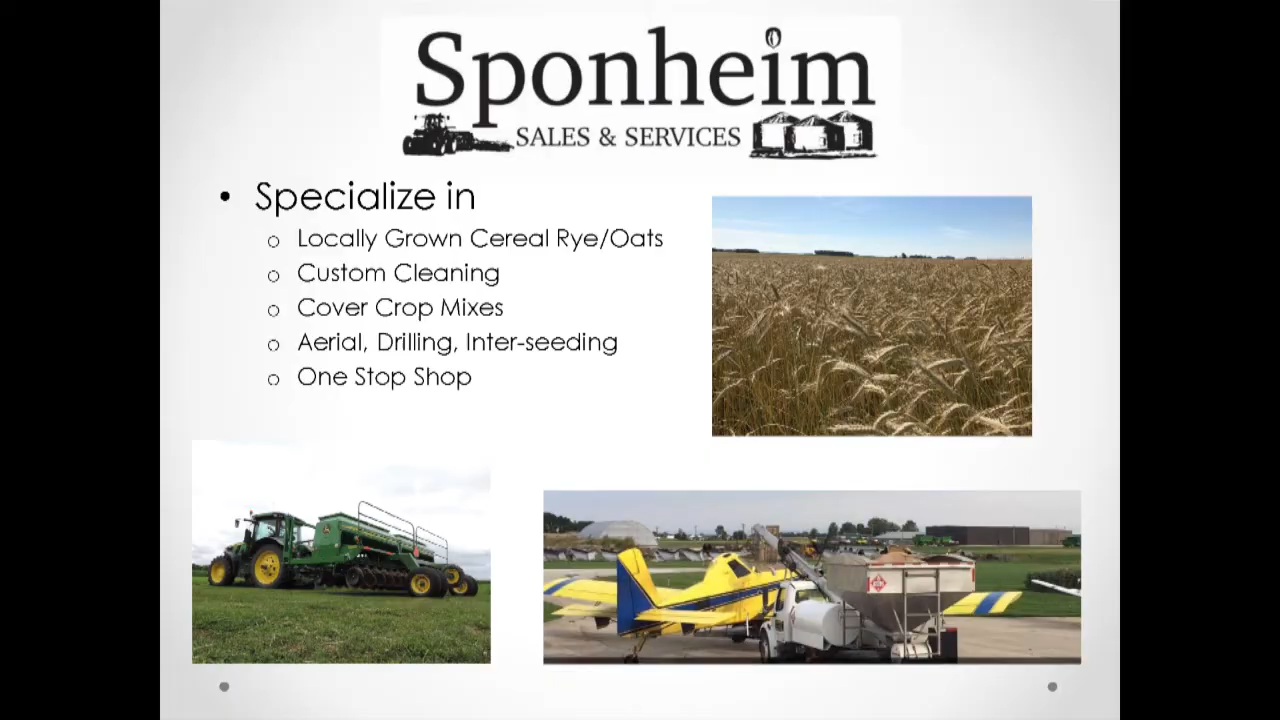 Sponheim
SALES & SERVICES
• Specialize in
o Locally Grown Cereal Rye/Oats
o Custom Cleaning
o Cover Crop Mixes
o Aerial, Drilling, Inter-seeding
o One Stop Shop